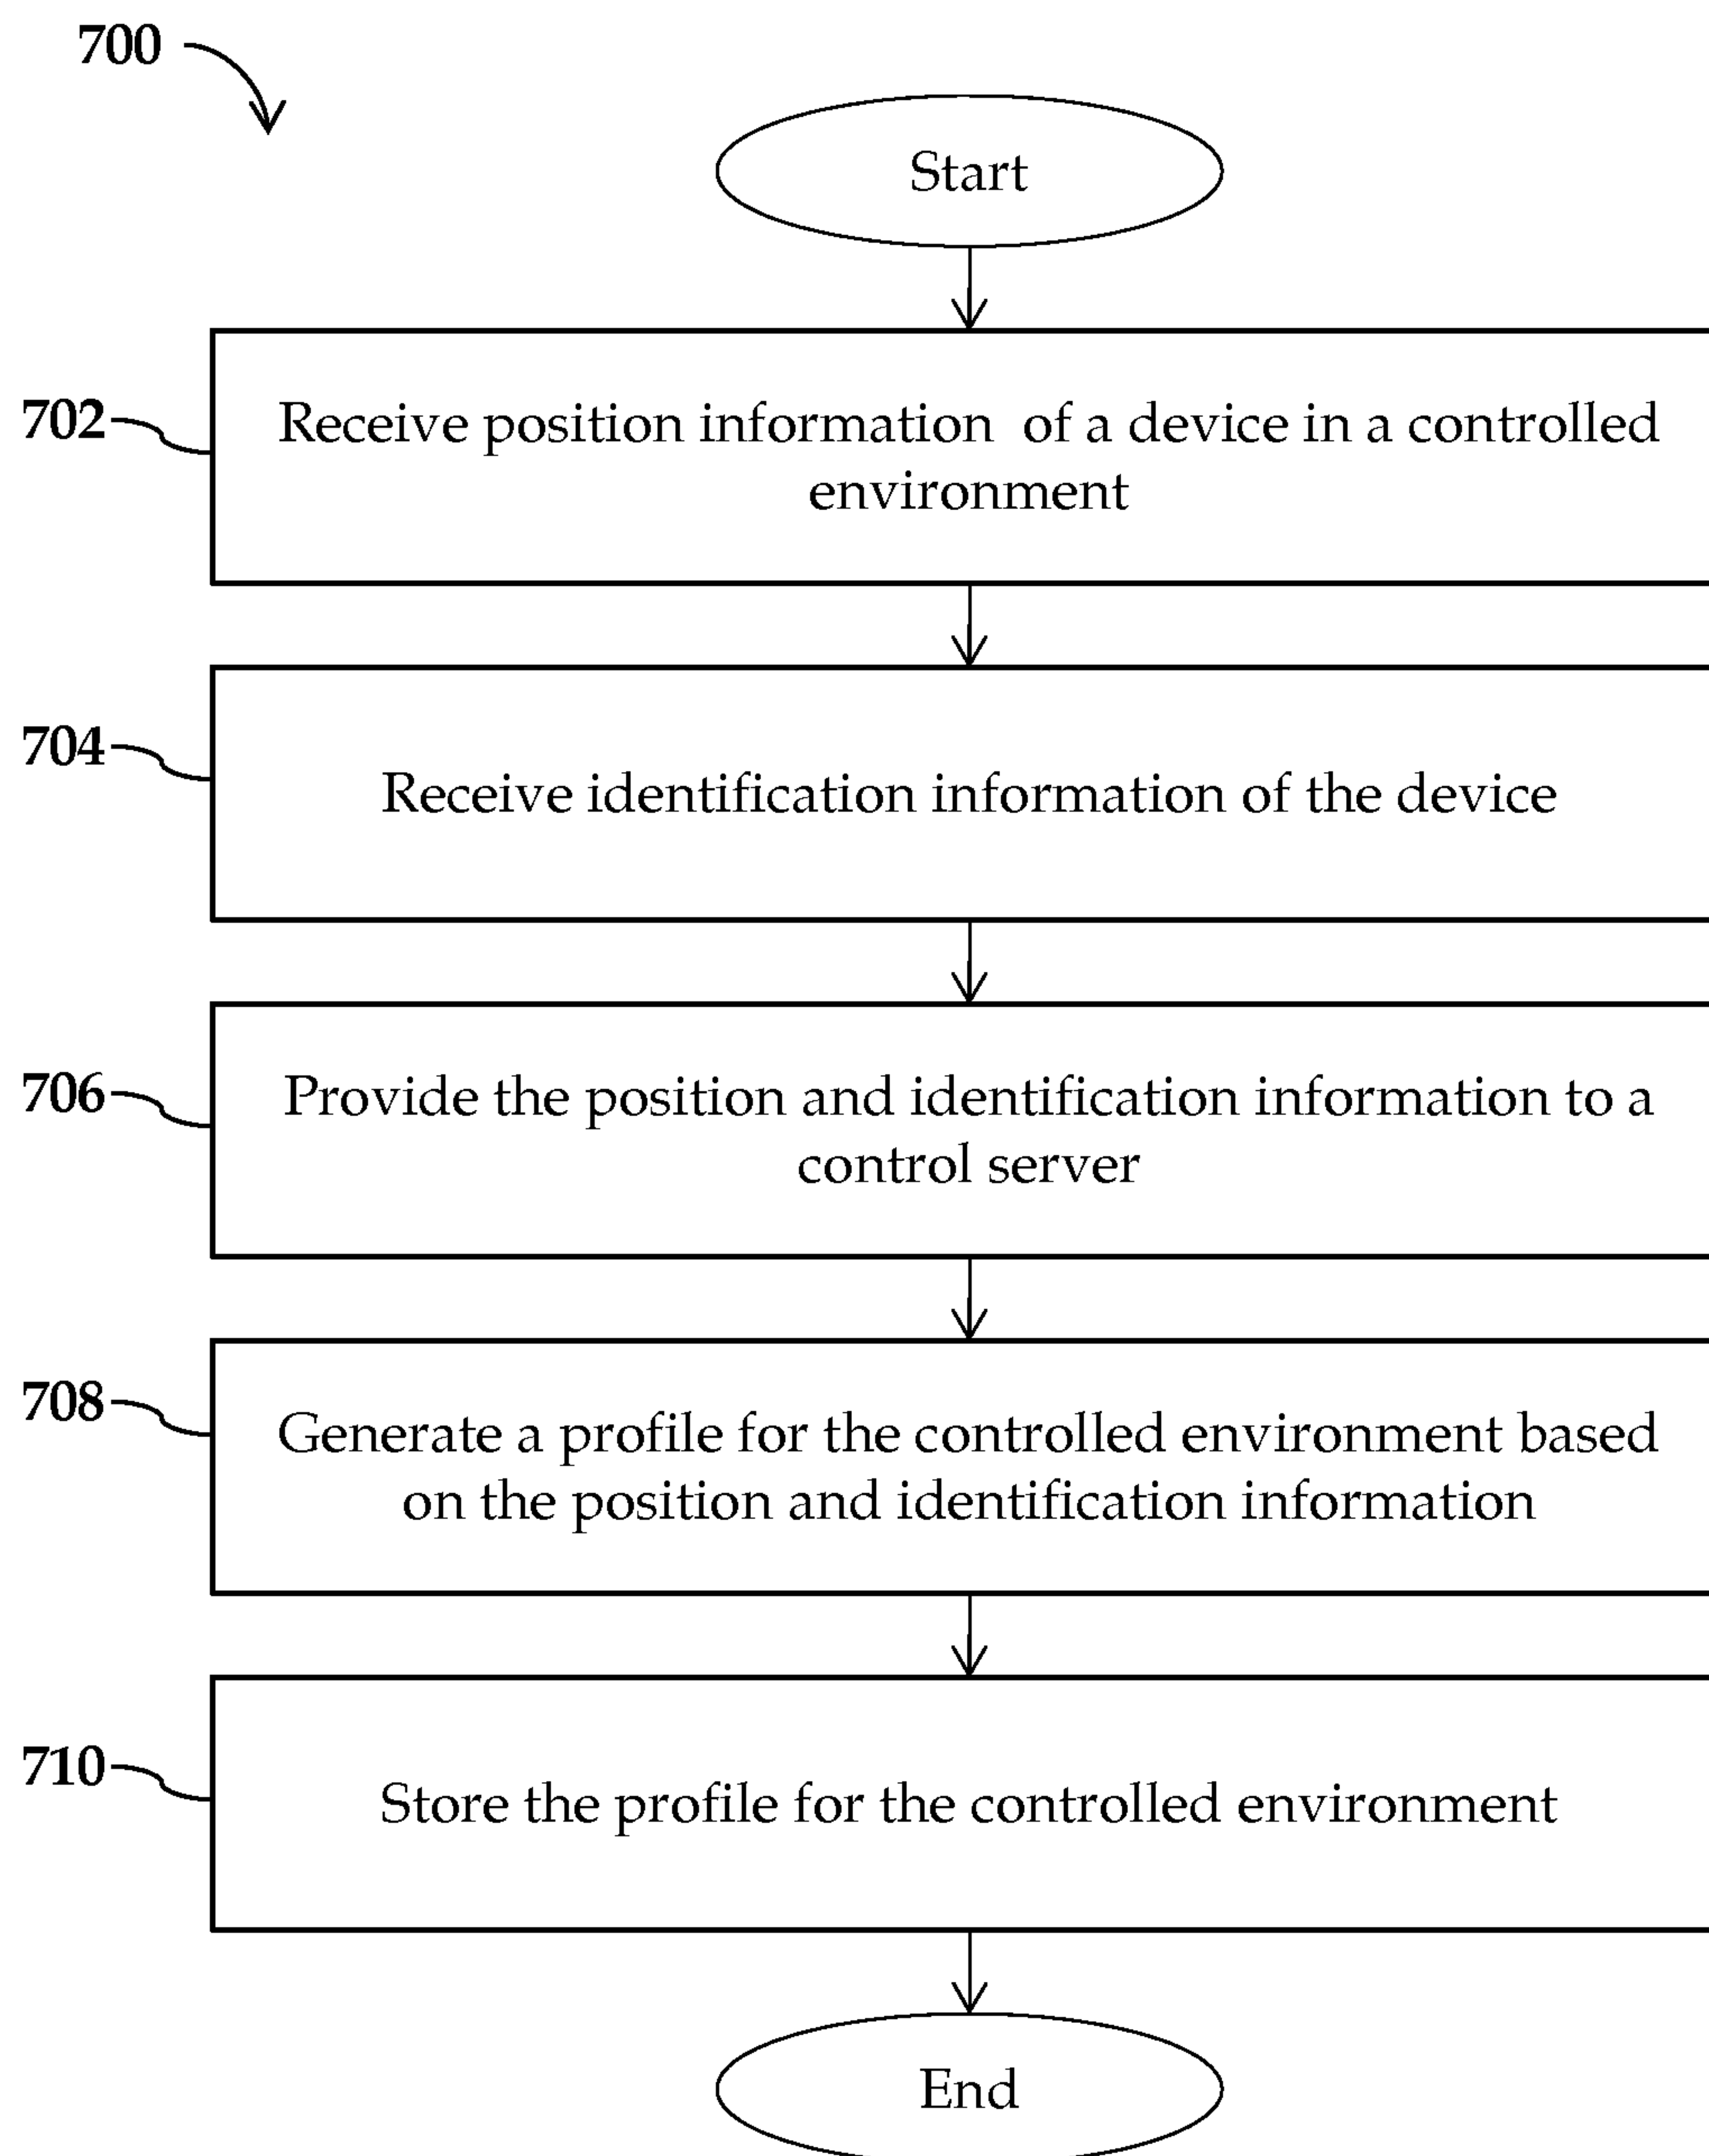 700
Start
702
Receive position information of a device in a controlled
environment
704
Receive identification information of the device
706
Provide the position and identification information to a
control server
708
Generate a profile for the controlled environment based
on the position and identification information
710
Store the profile for the controlled environment
End